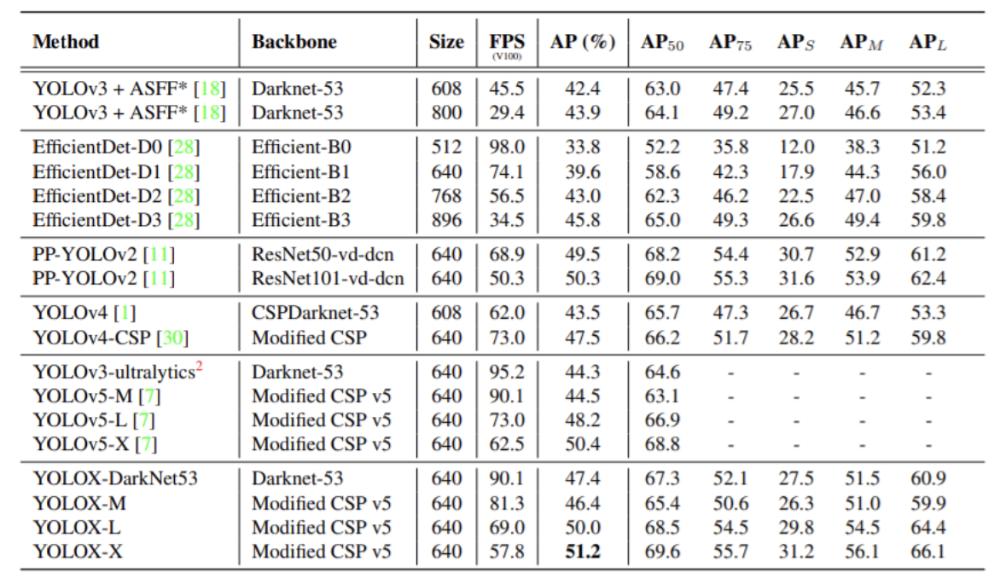 Method Backbone Size FPS (V100) AP (%) AP50 AP75 APS APM APL
YOLOv3 + ASFF* [18] Darknet-53 608 45.5 42.4 63.0 47.4 25.5 45.7 52.3
YOLOv3 + ASFF* [18] Darknet-53 800 29.4 43.9 64.1 49.2 27.0 46.6 53.4
EfficientDet-D0 [28] Efficient-B0 512 98.0 33.8 52.2 35.8 12.0 38.3 51.2
EfficientDet-D1 [28] Efficient-B1 640 74.1 39.6 58.6 42.3 17.9 44.3 56.0
EfficientDet-D2 [28] Efficient-B2 768 56.5 43.0 62.3 46.2 22.5 47.0 58.4
EfficientDet-D3 [28] Efficient-B3 896 34.5 45.8 65.0 49.3 26.6 49.4 59.8
PP-YOLOv2 [11] ResNet50-vd-dcn 640 68.9 49.5 68.2 54.4 30.7 52.9 61.2
PP-YOLOv2 [11] ResNet101-vd-dcn 640 50.3 50.3 69.0 55.3 31.6 53.9 62.4
YOLOv4 [1] CSPDarknet-53 608 62.0 43.5 65.7 47.3 26.7 46.7 53.3
YOLOv4-CSP [30] Modified CSP 640 73.0 47.5 66.2 51.7 28.2 51.2 59.8
YOLOv3-ultralytics2 Darknet-53 640 95.2 44.3 64.6 - - - -
YOLOv5-M [7] Modified CSP v5 640 90.1 44.5 63.1 - - - -
YOLOv5-L [7] Modified CSP v5 640 73.0 48.2 66.9 - - - -
YOLOv5-X [7] Modified CSP v5 640 62.5 50.4 68.8 - - - -
YOLOX-DarkNet53 Darknet-53 640 90.1 47.4 67.3 52.1 27.5 51.5 60.9
YOLOX-M Modified CSP v5 640 81.3 46.4 65.4 50.6 26.3 51.0 59.9
YOLOX-L Modified CSP v5 640 69.0 50.0 68.5 54.5 29.8 54.5 64.4
YOLOX-X Modified CSP v5 640 57.8 51.2 69.6 55.7 31.2 56.1 66.1